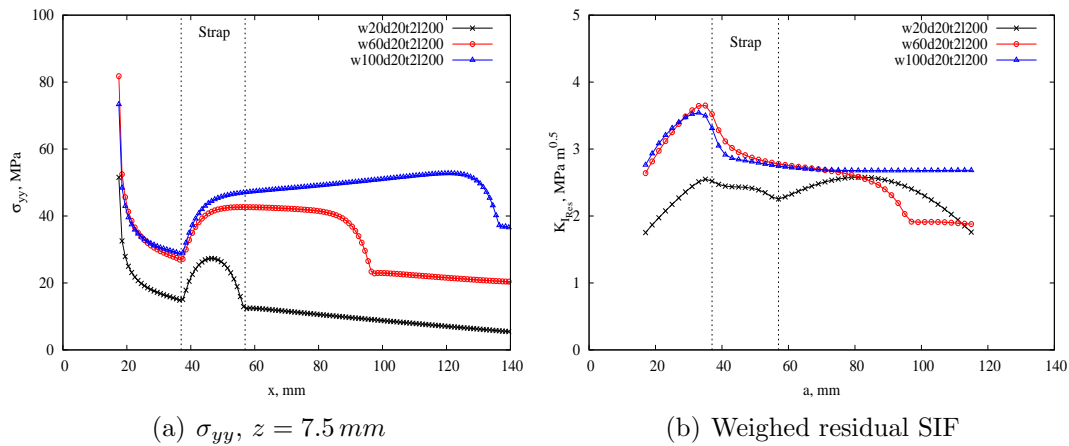 100
80
60
40
20
0
0 20 40 60 80 100 120 140
σyy, MPa
x, mm
Strap
w20d20t2l200
w60d20t2l200
w100d20t2l200
(a) σyy, z = 7.5 mm
5
4
3
2
1
0
0 20 40 60 80 100 120 140
KIRes, MPa m^0.5
a, mm
Strap
w20d20t2l200
w60d20t2l200
w100d20t2l200
(b) Weighed residual SIF